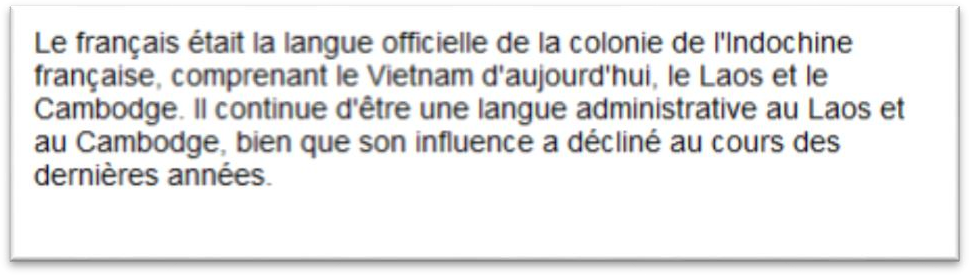 Le français était la langue officielle de la colonie de l'Indochine
française, comprenant le Vietnam d'aujourd'hui, le Laos et le
Cambodge. Il continue d'être une langue administrative au Laos et
au Cambodge, bien que son influence a décliné au cours des
dernières années.